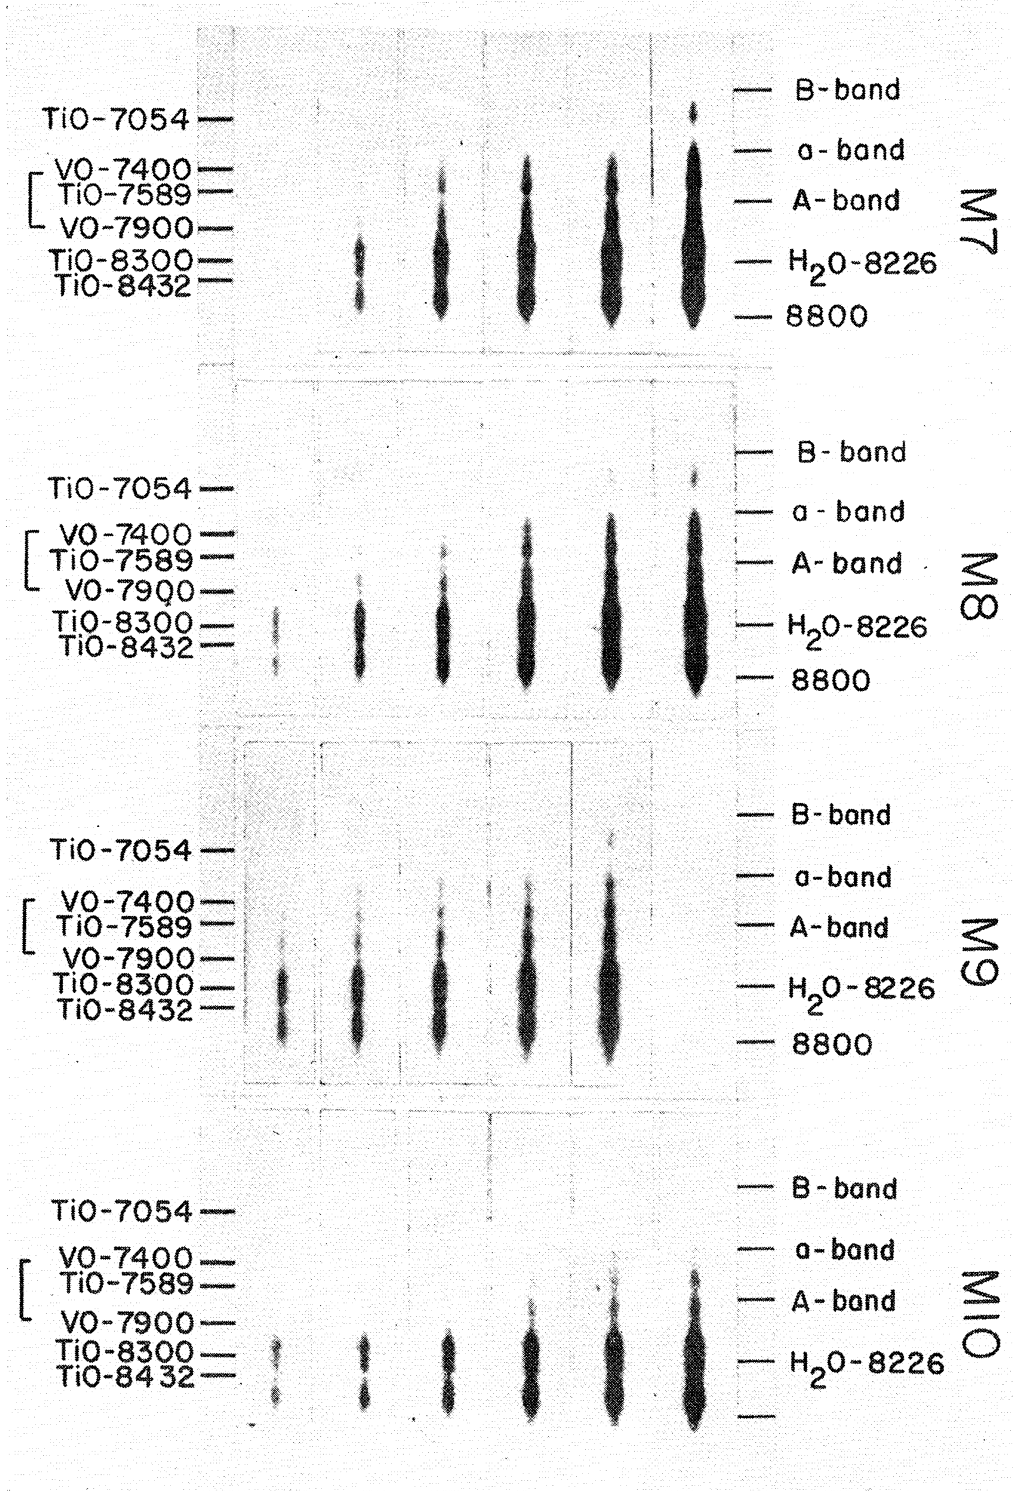 B-band
TiO-7054
a-band
VO-7400
TiO-7589
A-band
VO-7900
TiO-8300
H2O-8226
TiO-8432
8800
M7
B-band
TiO-7054
a-band
VO-7400
TiO-7589
A-band
VO-7900
TiO-8300
H2O-8226
TiO-8432
8800
M8
B-band
TiO-7054
a-band
VO-7400
TiO-7589
A-band
VO-7900
TiO-8300
H2O-8226
TiO-8432
8800
M9
B-band
TiO-7054
a-band
VO-7400
TiO-7589
A-band
VO-7900
TiO-8300
H2O-8226
TiO-8432
M10